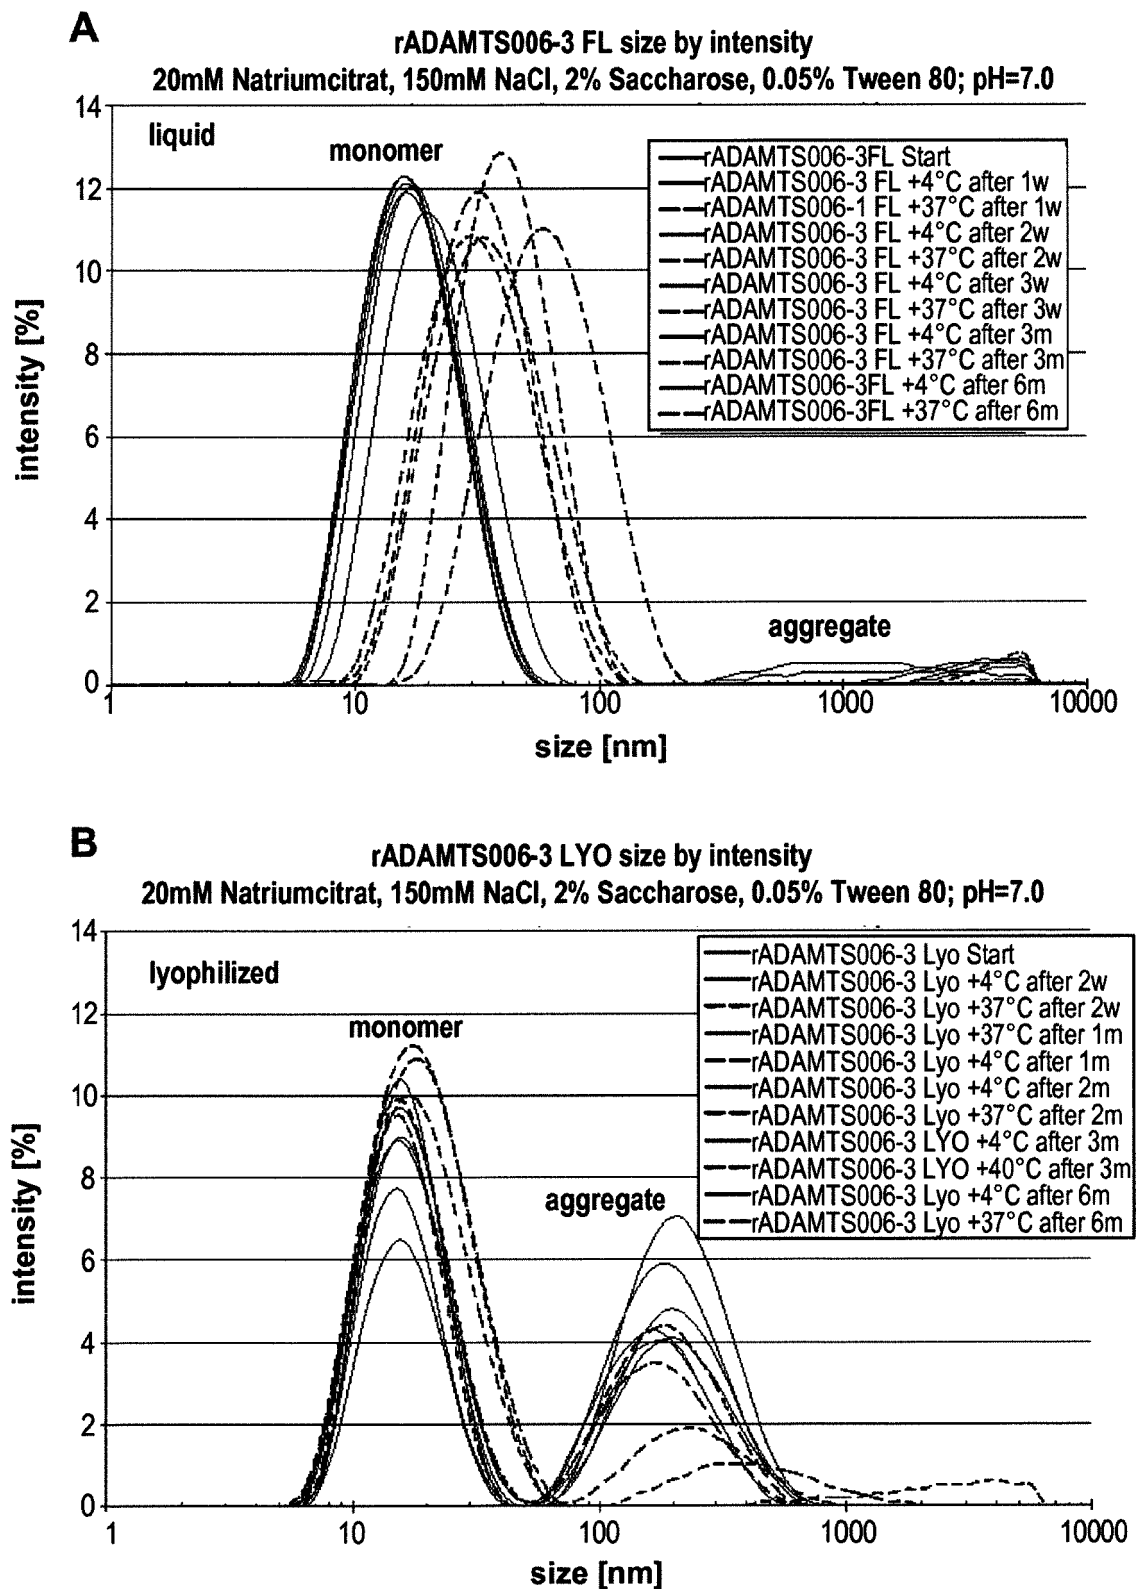 A
rADAMTS006-3 FL size by intensity
20mM Natriumcitrat, 150mM NaCl, 2% Saccharose, 0.05% Tween 80; pH=7.0
14
12
10
8
6
4
2
0
intensity [%]
liquid
monomer
aggregate
rADAMTS006-3FL Start
rADAMTS006-3 FL +4°C after 1w
rADAMTS006-1 FL +37°C after 1w
rADAMTS006-3 FL +4°C after 2w
rADAMTS006-3 FL +37°C after 2w
rADAMTS006-3 FL +4°C after 3w
rADAMTS006-3 FL +37°C after 3w
rADAMTS006-3 FL +4°C after 3m
rADAMTS006-3 FL +37°C after 3m
rADAMTS006-3FL +4°C after 6m
rADAMTS006-3FL +37°C after 6m
1 10 100 1000 10000
size [nm]
B
rADAMTS006-3 LYO size by intensity
20mM Natriumcitrat, 150mM NaCl, 2% Saccharose, 0.05% Tween 80; pH=7.0
14
12
10
8
6
4
2
0
intensity [%]
lyophilized
monomer
aggregate
rADAMTS006-3 Lyo Start
rADAMTS006-3 Lyo +4°C after 2w
rADAMTS006-3 Lyo +37°C after 2w
rADAMTS006-3 Lyo +37°C after 1m
rADAMTS006-3 Lyo +4°C after 1m
rADAMTS006-3 Lyo +4°C after 2m
rADAMTS006-3 Lyo +37°C after 2m
rADAMTS006-3 LYO +4°C after 3m
rADAMTS006-3 LYO +40°C after 3m
rADAMTS006-3 Lyo +4°C after 6m
rADAMTS006-3 Lyo +37°C after 6m
1 10 100 1000 10000
size [nm]